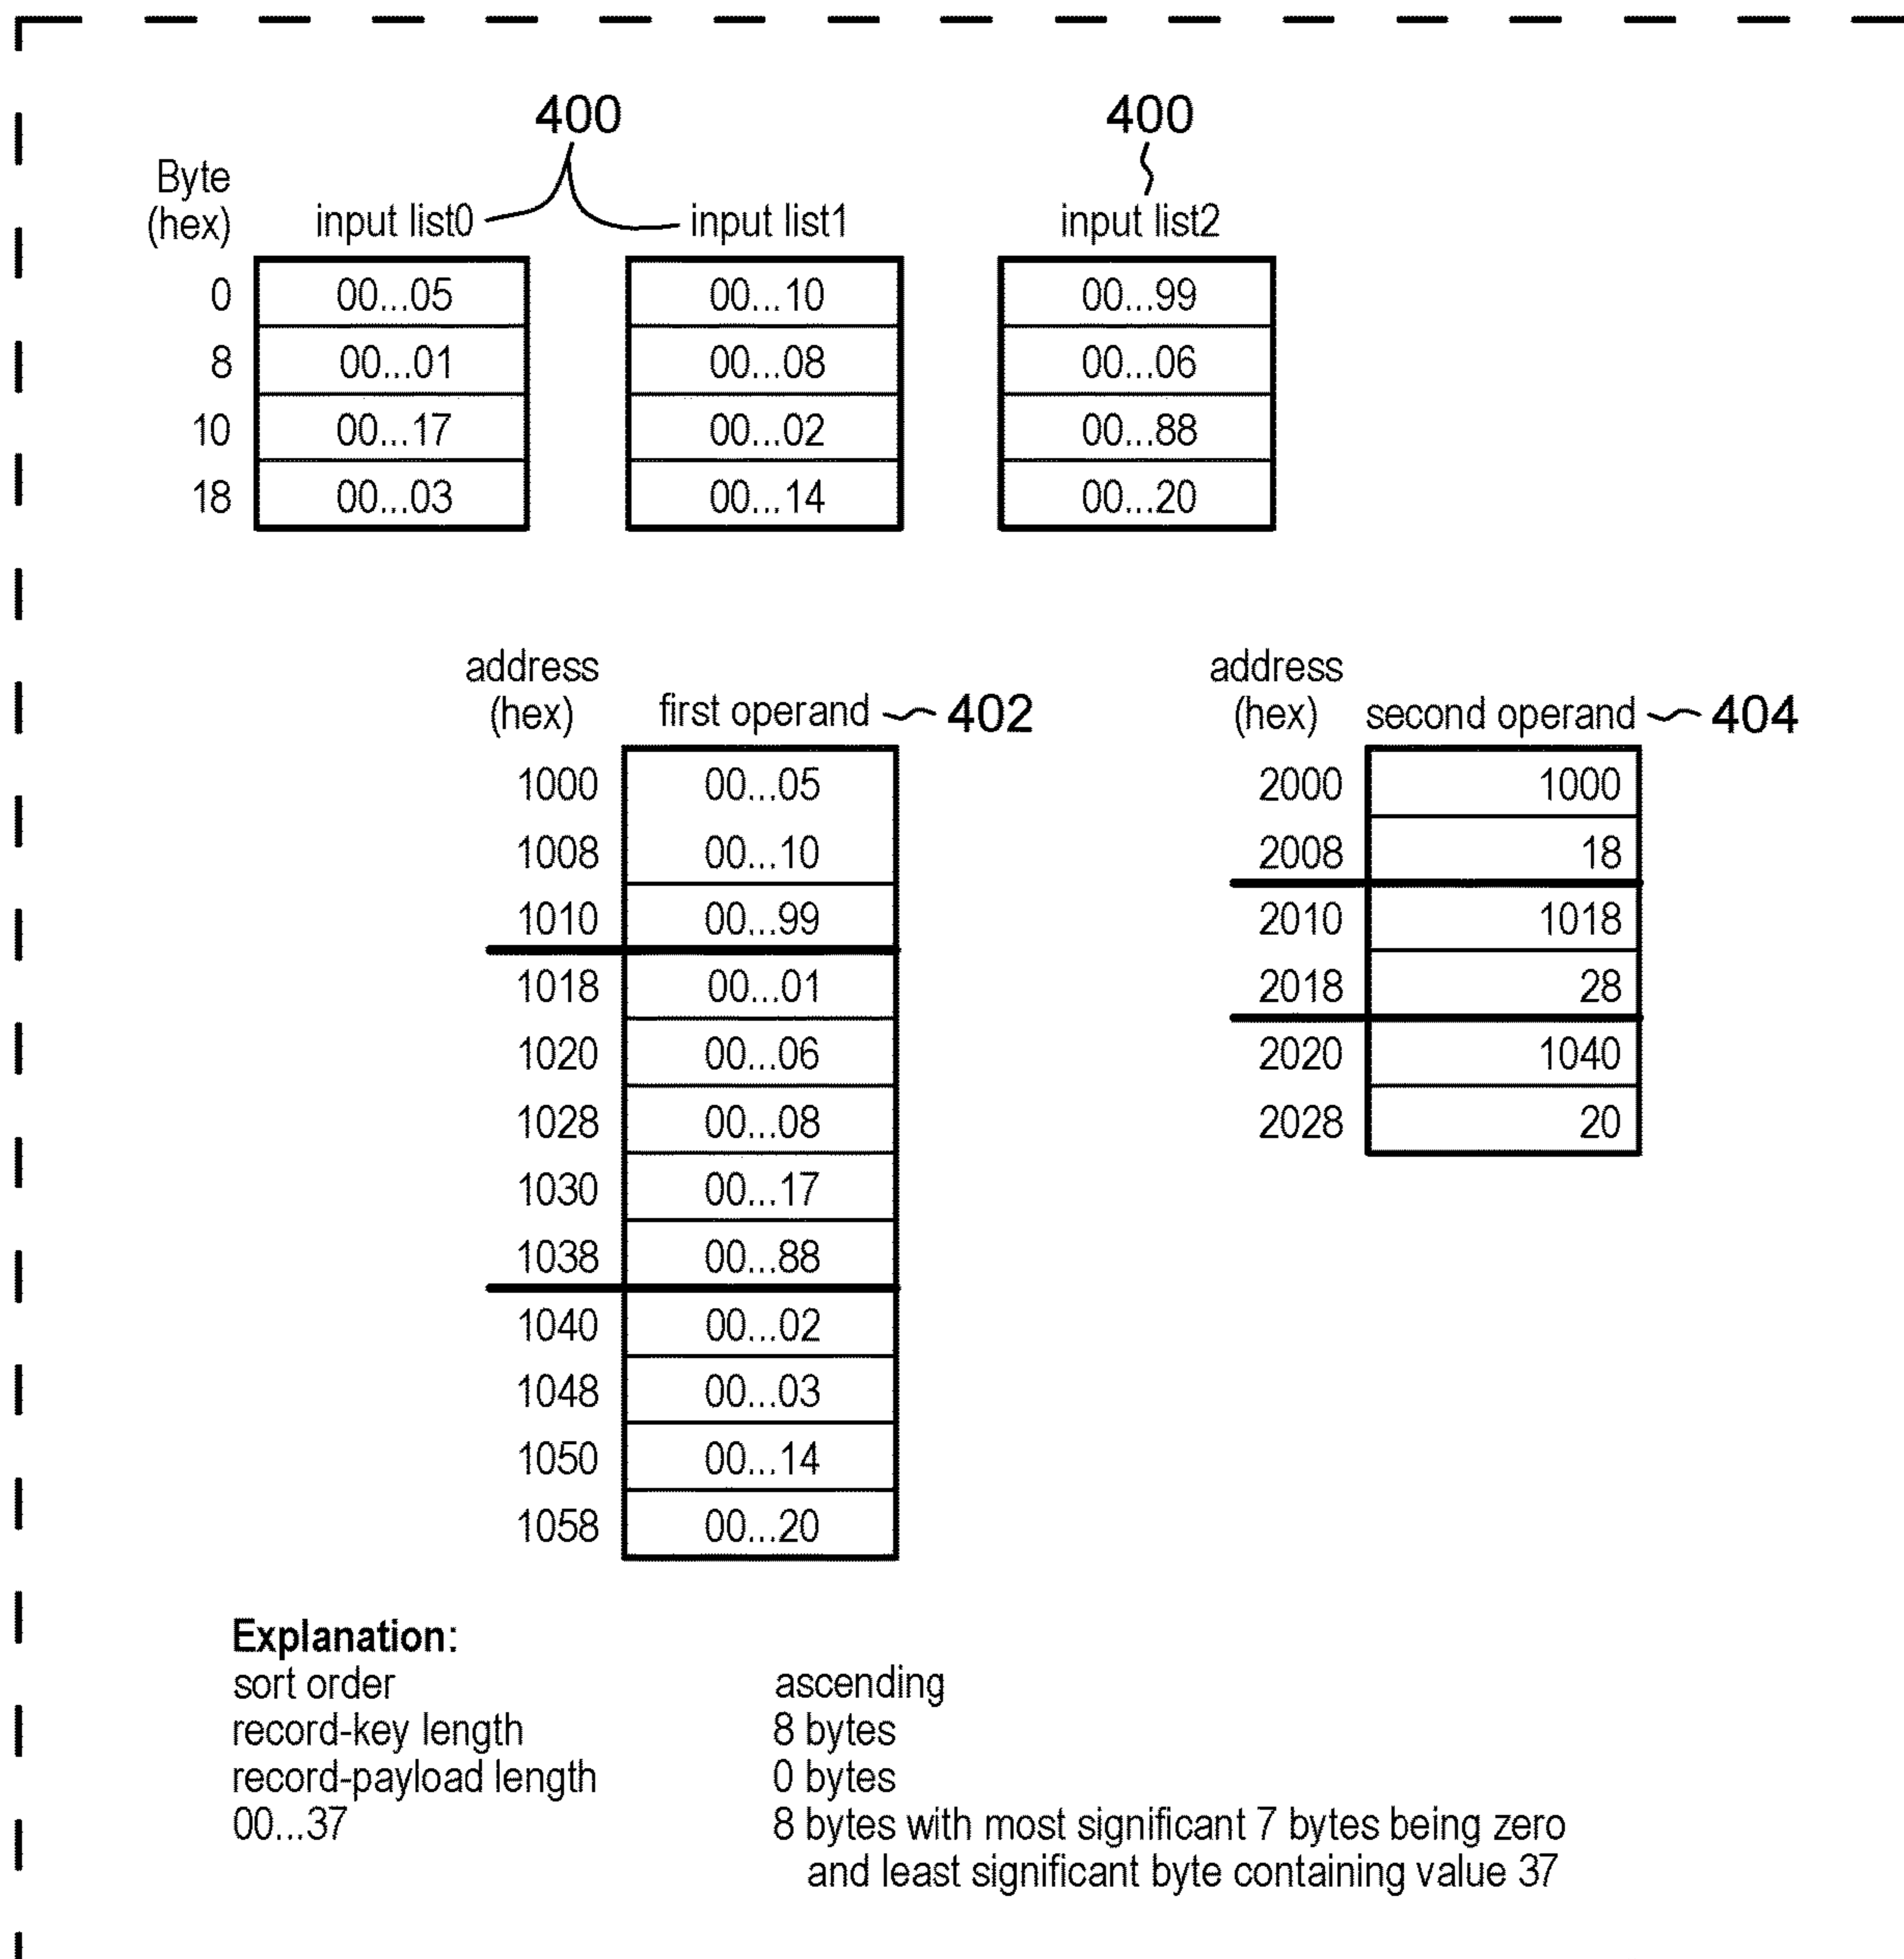 400 400
Byte
(hex) input list0 input list1 input list2
0 00...05 00...10 00...99
8 00...01 00...08 00...06
10 00...17 00...02 00...88
18 00...03 00...14 00...20
address address
(hex) first operand 402 (hex) second operand 404
1000 00...05 2000 1000
1008 00...10 2008 18
1010 00...99 2010 1018
1018 00...01 2018 28
1020 00...06 2020 1040
1028 00...08 2028 20
1030 00...17
1038 00...88
1040 00...02
1048 00...03
1050 00...14
1058 00...20
Explanation:
sort order ascending
record-key length 8 bytes
record-payload length 0 bytes
00...37 8 bytes with most significant 7 bytes being zero
and least significant byte containing value 37